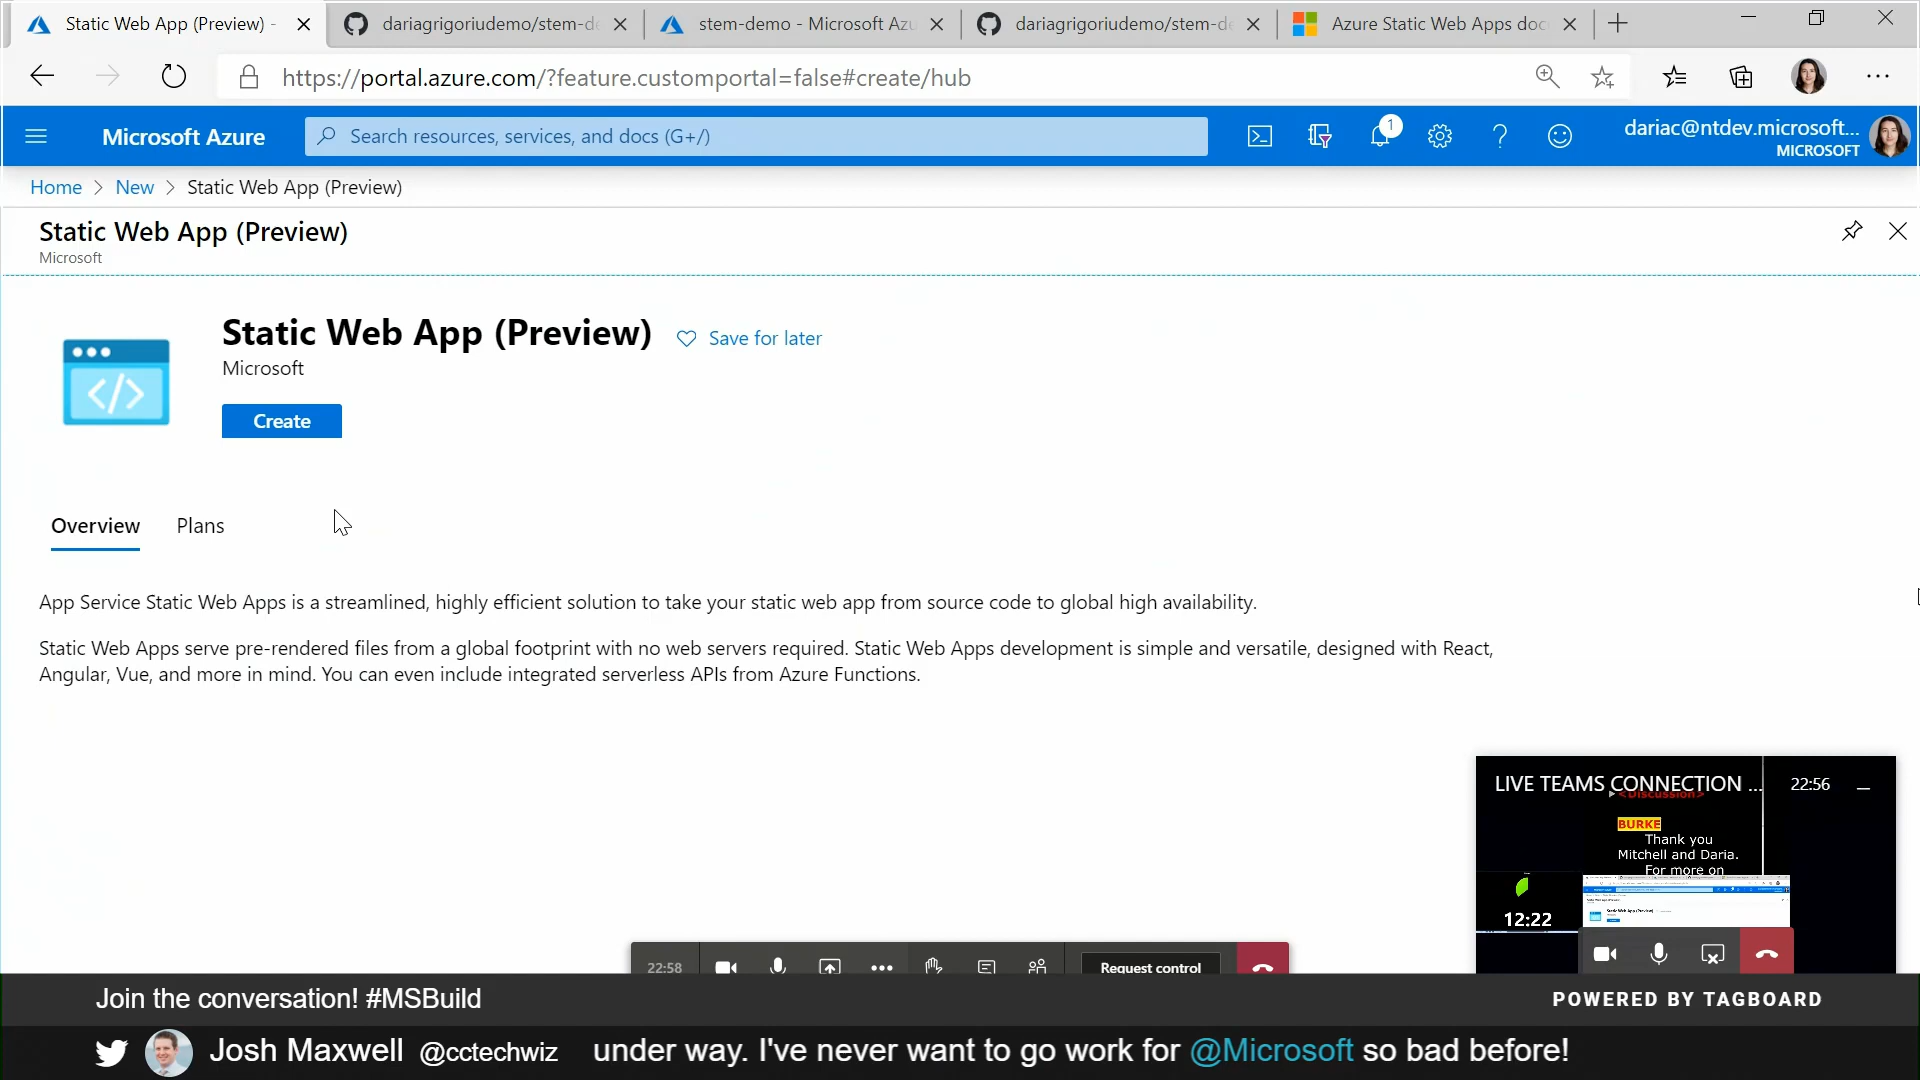 Static Web App (Preview) -
dariagrigoriudemo/stem-de
stem-demo - Microsoft Azu
dariagrigoriudemo/stem-de
Azure Static Web Apps doc
https://portal.azure.com/?feature.customportal=false#create/hub
Microsoft Azure
Search resources, services, and docs (G+/)
1
dariac@ntdev.microsoft...
MICROSOFT
Home > New > Static Web App (Preview)
Static Web App (Preview)
Microsoft
Static Web App (Preview)
Save for later
Microsoft
Create
Overview
Plans
App Service Static Web Apps is a streamlined, highly efficient solution to take your static web app from source code to global high availability.
Static Web Apps serve pre-rendered files from a global footprint with no web servers required. Static Web Apps development is simple and versatile, designed with React,
Angular, Vue, and more in mind. You can even include integrated serverless APIs from Azure Functions.
LIVE TEAMS CONNECTION ...
22:56
<Discussion>
BURKE
Thank you
Mitchell and Daria.
For more on
12:22
22:58
Request control
Join the conversation! #MSBuild
POWERED BY TAGBOARD
Josh Maxwell @cctechwiz under way. I've never want to go work for @Microsoft so bad before!